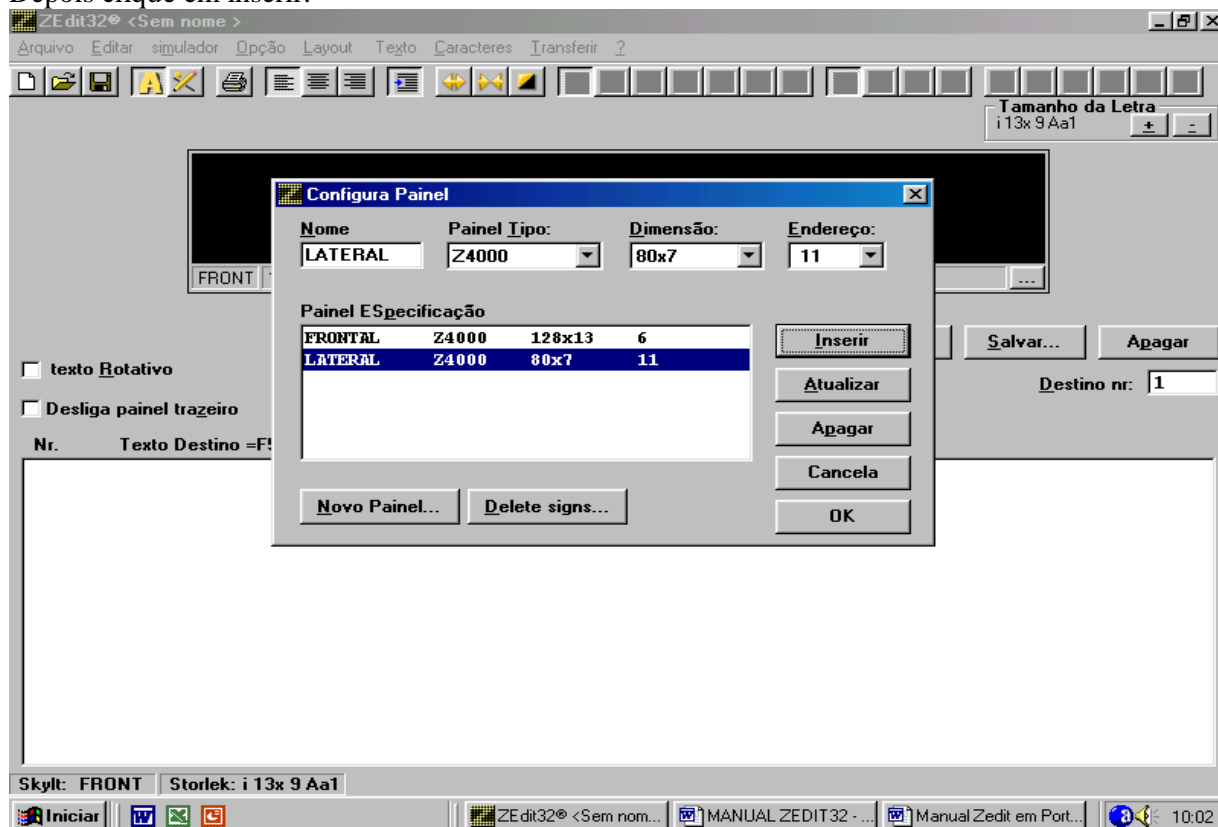 Depois clique em inserir.
ZEdit32® <Sem nome >
Arquivo Editar simulador Opção Layout Texto Caracteres Transferir ?
Tamanho da Letra
i 13x 9 Aa1 + -
Configura Painel
Nome Painel Tipo: Dimensão: Endereço:
LATERAL Z4000 80x7 11
FRONT
...
Painel ESpecificação
FRONTAL Z4000 128x13 6
LATERAL Z4000 80x7 11
Inserir
Atualizar
Apagar
Cancela
OK
Novo Painel... Delete signs...
Salvar... Apagar
texto Rotativo
Destino nr: 1
Desliga painel trazeiro
Nr. Texto Destino =F
Skylt: FRONT Storlek: i 13x 9 Aa1
Iniciar ZEdit32® <Sem nom... MANUAL ZEDIT32 - ... Manual Zedit em Port... 10:02